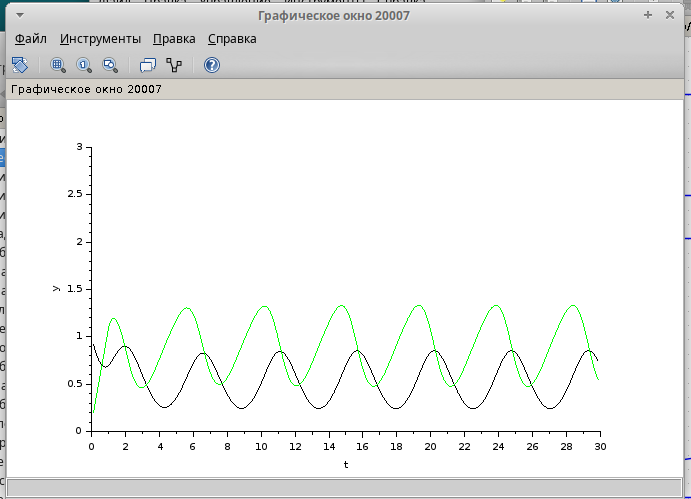 Графическое окно 20007
Файл Инструменты Правка Справка
Графическое окно 20007
3
2.5
2
1.5
y
1
0.5
0
0 2 4 6 8 10 12 14 16 18 20 22 24 26 28 30
t